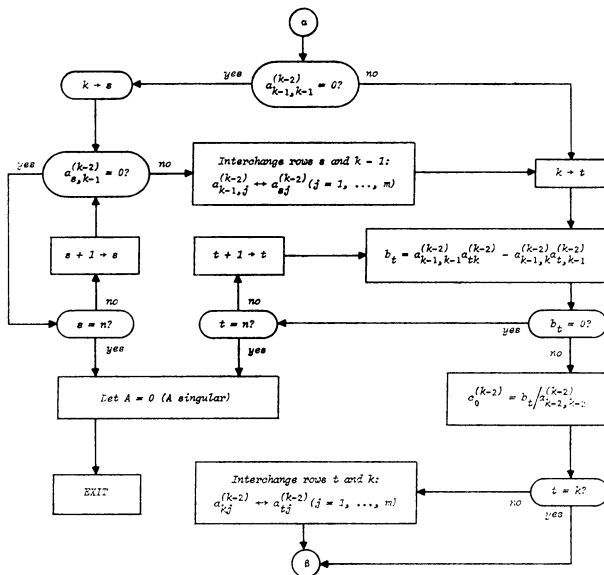 α
yes
no
k → s
a_{k-1,k-1}^{(k-2)} = 0?
yes
a_{s,k-1}^{(k-2)} = 0?
no
Interchange rows s and k - 1:
a_{k-1,j}^{(k-2)} ↔ a_{sj}^{(k-2)} (j = 1, ..., m)
k → t
s + 1 → s
t + 1 → t
b_t = a_{k-1,k-1}^{(k-2)} a_{tk}^{(k-2)} - a_{k-1,k}^{(k-2)} a_{t,k-1}^{(k-2)}
no
no
s = n?
t = n?
yes
b_t = 0?
yes
yes
no
Det A = 0 (A singular)
c_0^{(k-2)} = b_t/a_{k-2,k-2}^{(k-2)}
EXIT
Interchange rows t and k:
a_{kj}^{(k-2)} ↔ a_{tj}^{(k-2)} (j = 1, ..., m)
no
t = k?
yes
β